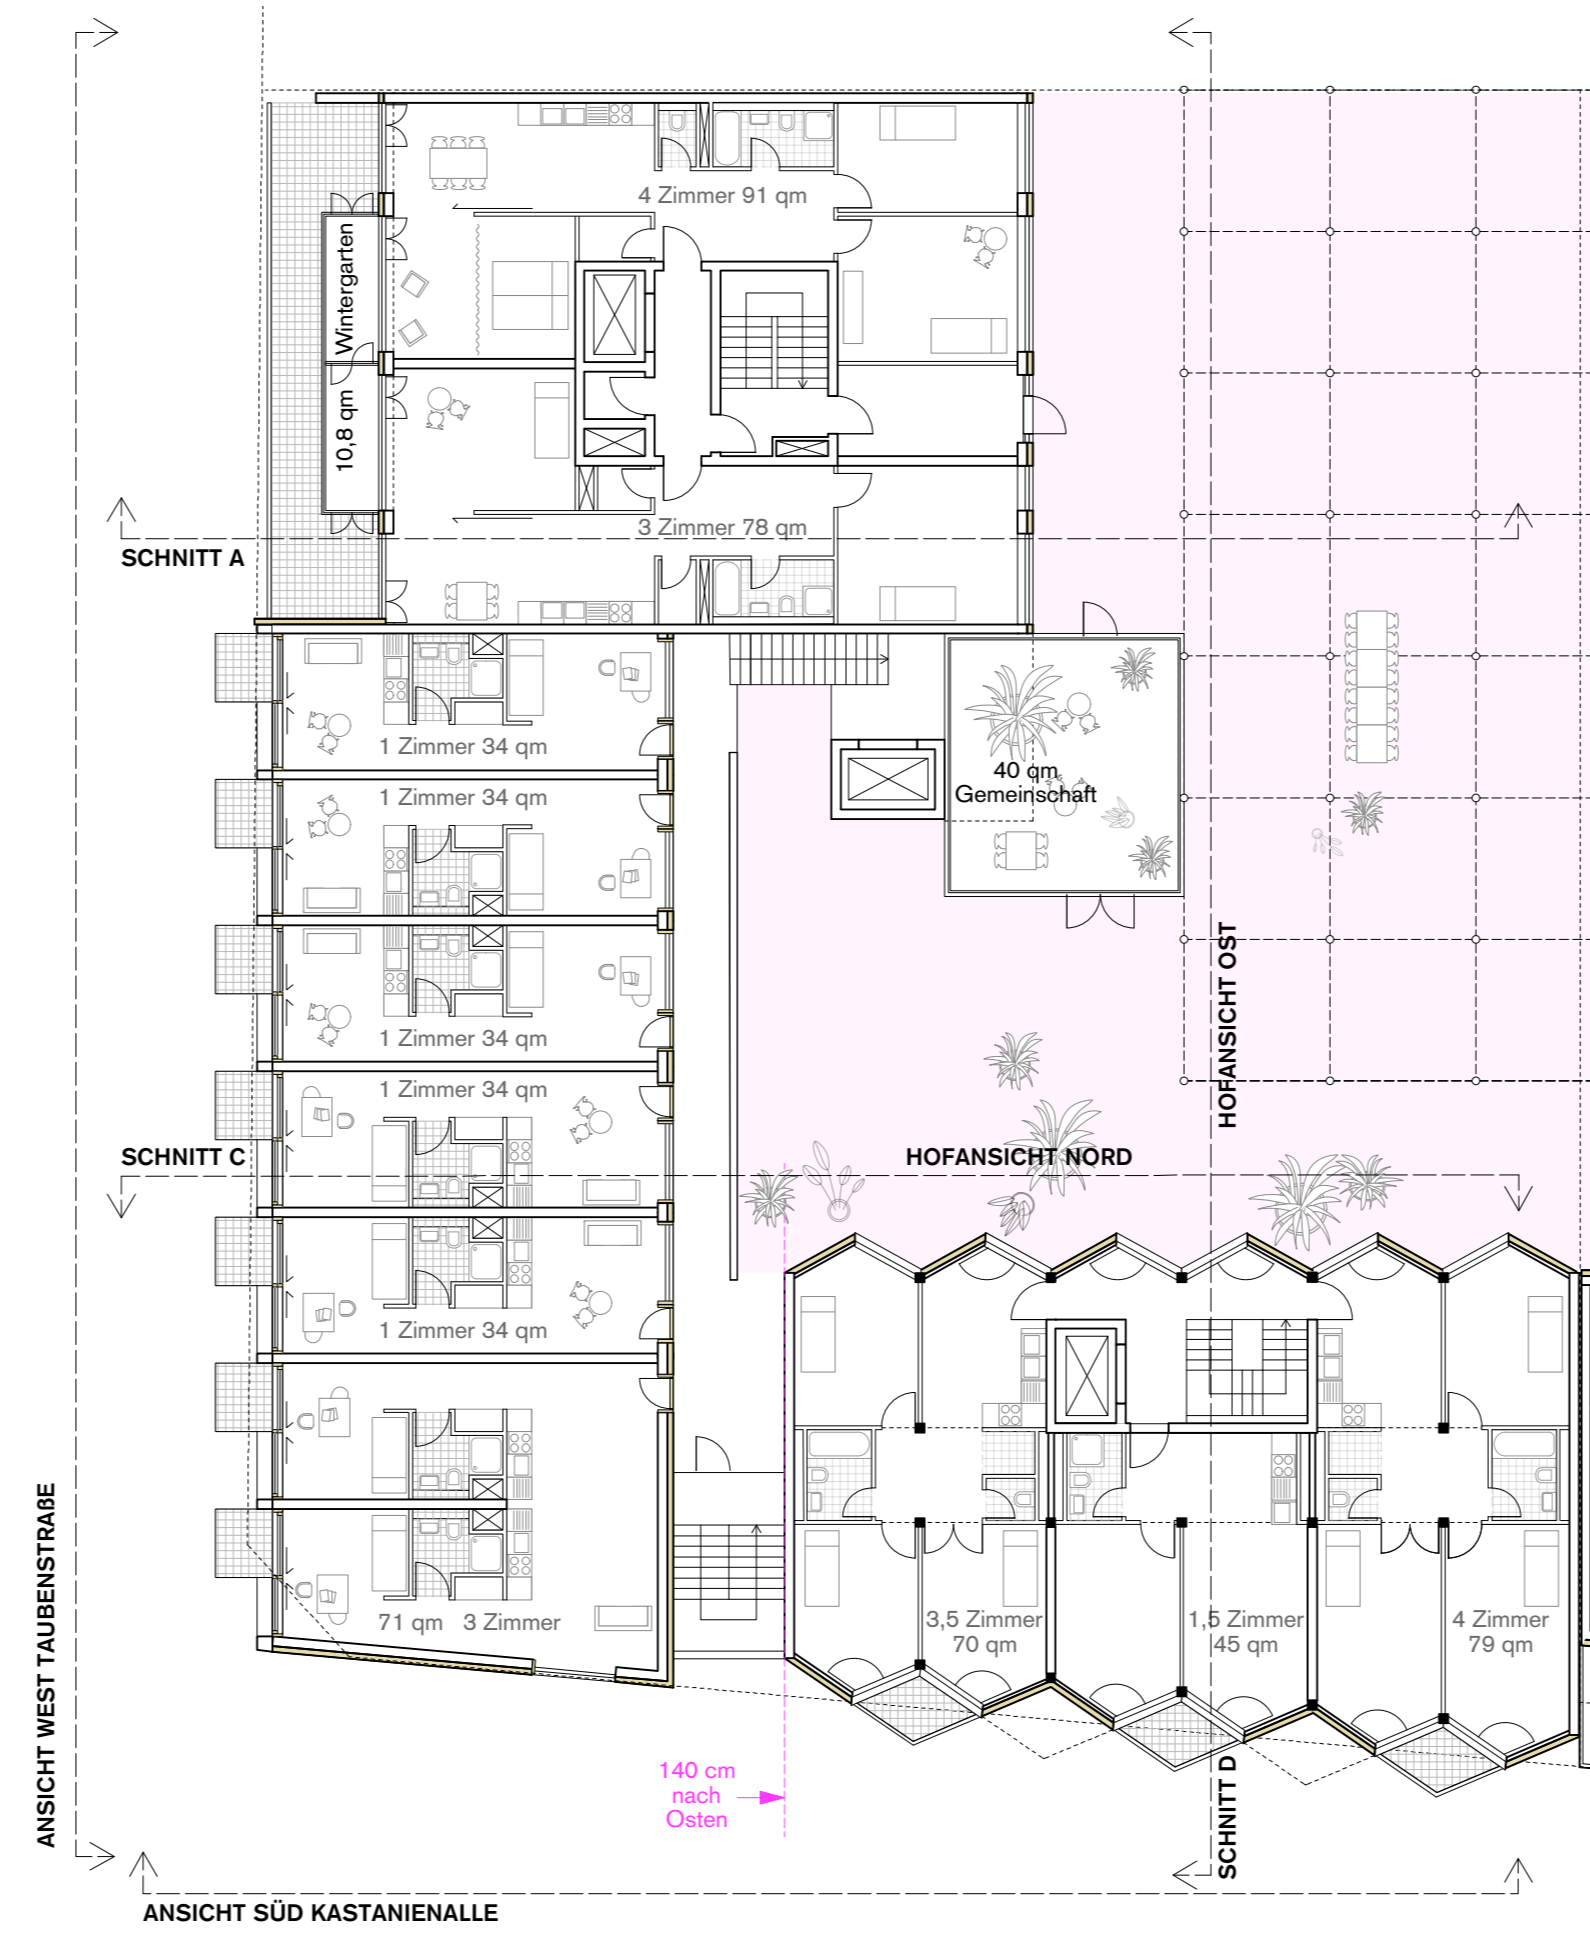 4 Zimmer 91 qm
Wintergarten
10,8 qm
3 Zimmer 78 qm
SCHNITT A
1 Zimmer 34 qm
40 qm
Gemeinschaft
1 Zimmer 34 qm
1 Zimmer 34 qm
HOFANSICHT OST
1 Zimmer 34 qm
SCHNITT C
HOFANSICHT NORD
1 Zimmer 34 qm
ANSICHT WEST TAUBENSTRAßE
71 qm 3 Zimmer
3,5 Zimmer
70 qm
1,5 Zimmer
45 qm
4 Zimmer
79 qm
140 cm
nach
Osten
SCHNITT D
ANSICHT SÜD KASTANIENALLE